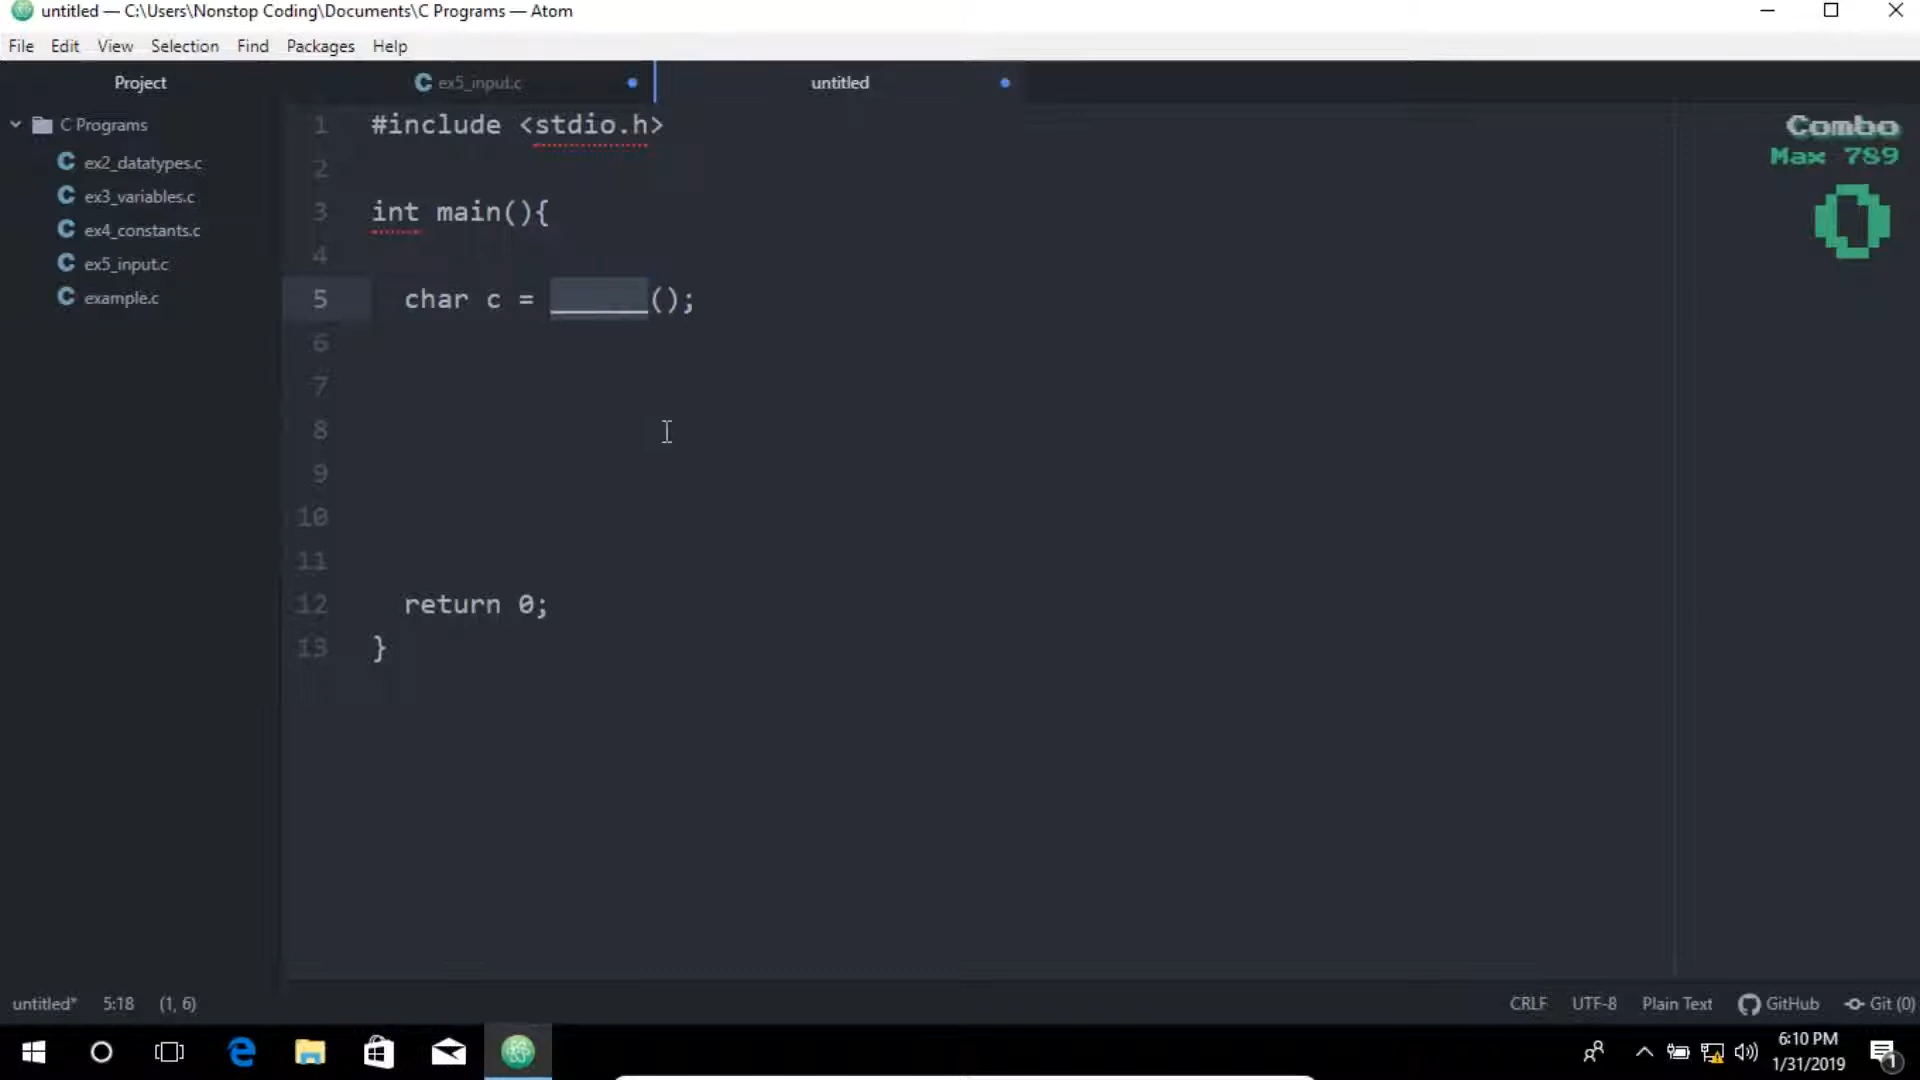 untitled — C:\Users\Nonstop Coding\Documents\C Programs — Atom
File Edit View Selection Find Packages Help
Project
ex5_input.c
untitled
C Programs
ex2_datatypes.c
ex3_variables.c
ex4_constants.c
ex5_input.c
example.c
1 #include <stdio.h>
2
3 int main(){
4
5 char c = ______();
6
7
8
9
10
11
12 return 0;
13 }
Combo
Max 789
0
untitled* 5:18 (1, 6)
CRLF UTF-8 Plain Text GitHub Git (0)
6:10 PM
1/31/2019
1